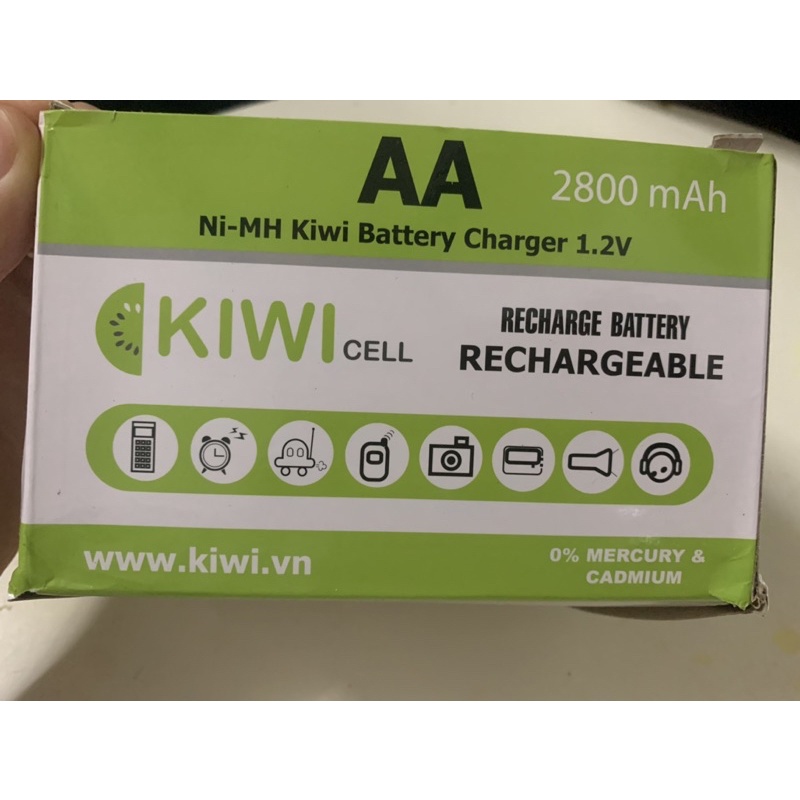 AA
2800 mAh
Ni-MH Kiwi Battery Charger 1.2V
KIWI CELL
RECHARGE BATTERY
RECHARGEABLE
www.kiwi.vn
0% MERCURY &
CADMIUM